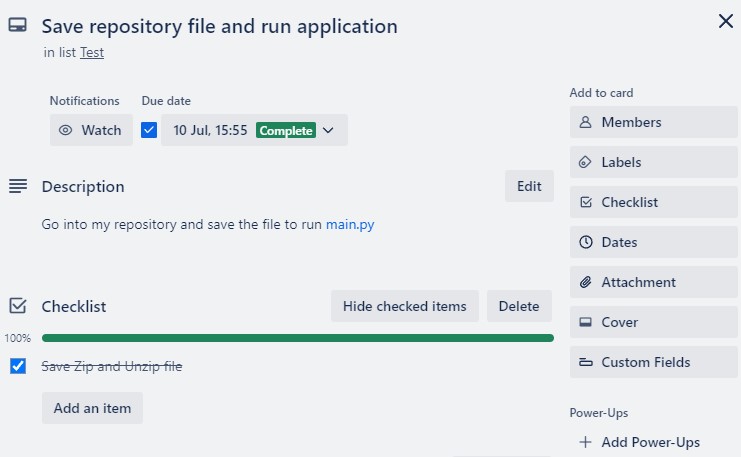 Save repository file and run application
in list Test
Notifications
Due date
Watch
10 Jul, 15:55 Complete
Description
Edit
Go into my repository and save the file to run main.py
Checklist
Hide checked items
Delete
100%
Save Zip and Unzip file
Add an item
Add to card
Members
Labels
Checklist
Dates
Attachment
Cover
Custom Fields
Power-Ups
Add Power-Ups